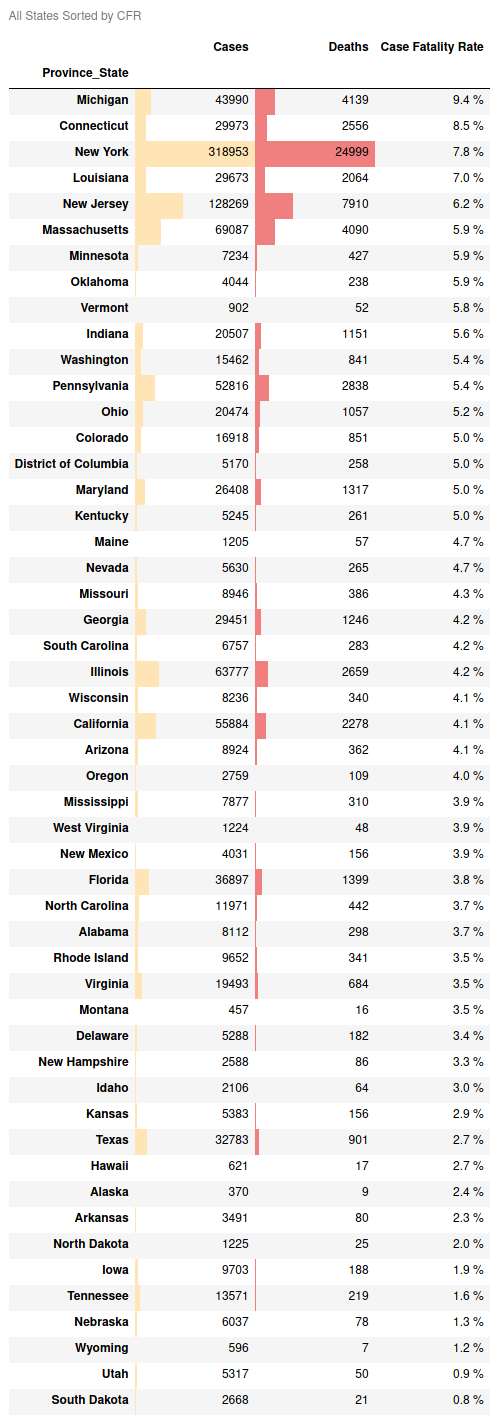 All States Sorted by CFR
Cases Deaths Case Fatality Rate
Province_State
Michigan 43990 4139 9.4 %
Connecticut 29973 2556 8.5 %
New York 318953 24999 7.8 %
Louisiana 29673 2064 7.0 %
New Jersey 128269 7910 6.2 %
Massachusetts 69087 4090 5.9 %
Minnesota 7234 427 5.9 %
Oklahoma 4044 238 5.9 %
Vermont 902 52 5.8 %
Indiana 20507 1151 5.6 %
Washington 15462 841 5.4 %
Pennsylvania 52816 2838 5.4 %
Ohio 20474 1057 5.2 %
Colorado 16918 851 5.0 %
District of Columbia 5170 258 5.0 %
Maryland 26408 1317 5.0 %
Kentucky 5245 261 5.0 %
Maine 1205 57 4.7 %
Nevada 5630 265 4.7 %
Missouri 8946 386 4.3 %
Georgia 29451 1246 4.2 %
South Carolina 6757 283 4.2 %
Illinois 63777 2659 4.2 %
Wisconsin 8236 340 4.1 %
California 55884 2278 4.1 %
Arizona 8924 362 4.1 %
Oregon 2759 109 4.0 %
Mississippi 7877 310 3.9 %
West Virginia 1224 48 3.9 %
New Mexico 4031 156 3.9 %
Florida 36897 1399 3.8 %
North Carolina 11971 442 3.7 %
Alabama 8112 298 3.7 %
Rhode Island 9652 341 3.5 %
Virginia 19493 684 3.5 %
Montana 457 16 3.5 %
Delaware 5288 182 3.4 %
New Hampshire 2588 86 3.3 %
Idaho 2106 64 3.0 %
Kansas 5383 156 2.9 %
Texas 32783 901 2.7 %
Hawaii 621 17 2.7 %
Alaska 370 9 2.4 %
Arkansas 3491 80 2.3 %
North Dakota 1225 25 2.0 %
Iowa 9703 188 1.9 %
Tennessee 13571 219 1.6 %
Nebraska 6037 78 1.3 %
Wyoming 596 7 1.2 %
Utah 5317 50 0.9 %
South Dakota 2668 21 0.8 %